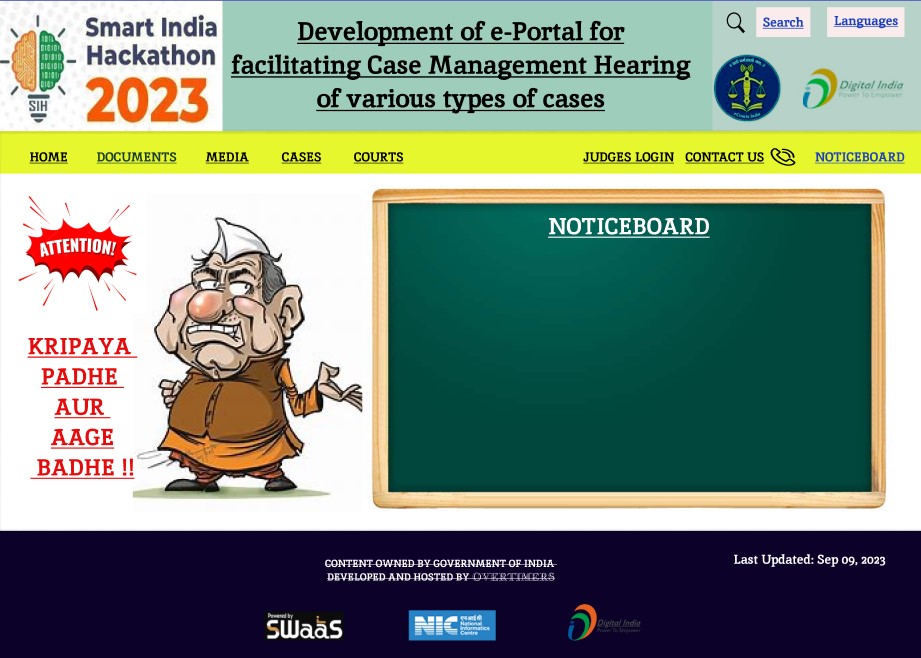 Smart India
Hackathon
2023
SIH
Development of e-Portal for
facilitating Case Management Hearing
of various types of cases
Search
Languages
Digital India
Power To Empower
HOME
DOCUMENTS
MEDIA
CASES
COURTS
JUDGES LOGIN
CONTACT US
NOTICEBOARD
ATTENTION!
KRIPAYA
PADHE
AUR
AAGE
BADHE !!
NOTICEBOARD
CONTENT OWNED BY GOVERNMENT OF INDIA
DEVELOPED AND HOSTED BY OVERTIMERS
Last Updated: Sep 09, 2023
Powered by
SWaaS
NIC
एन आई सी
National
Informatics
Centre
Digital India
Power To Empower